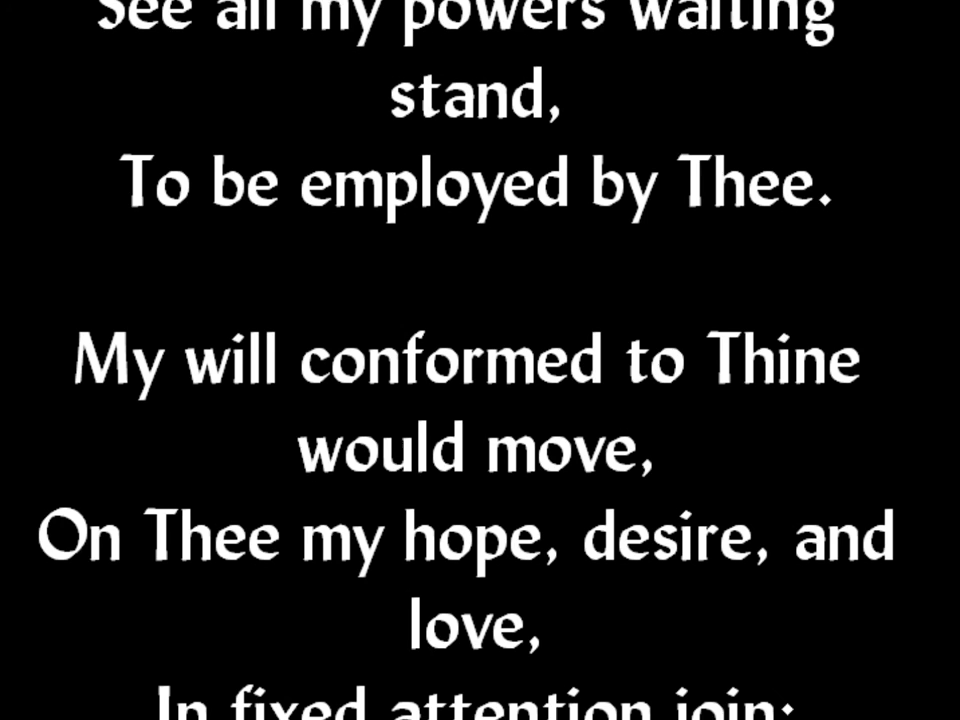 See all my powers waiting
stand,
To be employed by Thee.
My will conformed to Thine
would move,
On Thee my hope, desire, and
love,
In fixed attention join;